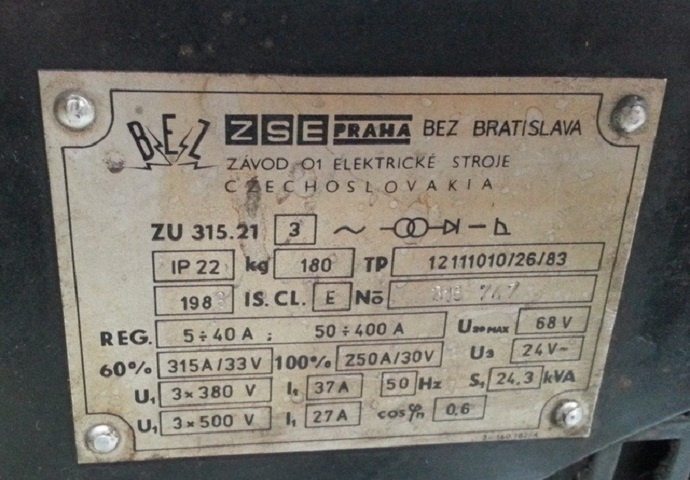 BEZ ZSE PRAHA BEZ BRATISLAVA
ZÁVOD 01 ELEKTRICKÉ STROJE
CZECHOSLOVAKIA
ZU 315.21 3 ~
IP 22 kg 180 TP 12111010/26/83
IS. CL. E No
REG. 5÷40 A ; 50÷400 A U20 MAX 68 V
60% 315A/33V 100% 250A/30V U3 24V~
U1 3×380 V I1 37A 50 Hz S1 24,3 kVA
U1 3×500 V I1 27A cosφn 0,6